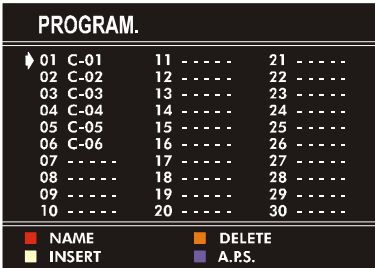 PROGRAM.
01 C-01 11 - - - - - 21 - - - - -
02 C-02 12 - - - - - 22 - - - - -
03 C-03 13 - - - - - 23 - - - - -
04 C-04 14 - - - - - 24 - - - - -
05 C-05 15 - - - - - 25 - - - - -
06 C-06 16 - - - - - 26 - - - - -
07 - - - - - 17 - - - - - 27 - - - - -
08 - - - - - 18 - - - - - 28 - - - - -
09 - - - - - 19 - - - - - 29 - - - - -
10 - - - - - 20 - - - - - 30 - - - - -
NAME DELETE
INSERT A.P.S.